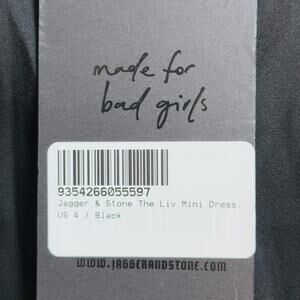 made for
bad girls
9354266055597
Jagger & Stone The Liv Mini Dress.
US 4 / Black
WWW.JAGGERANDSTONE.COM